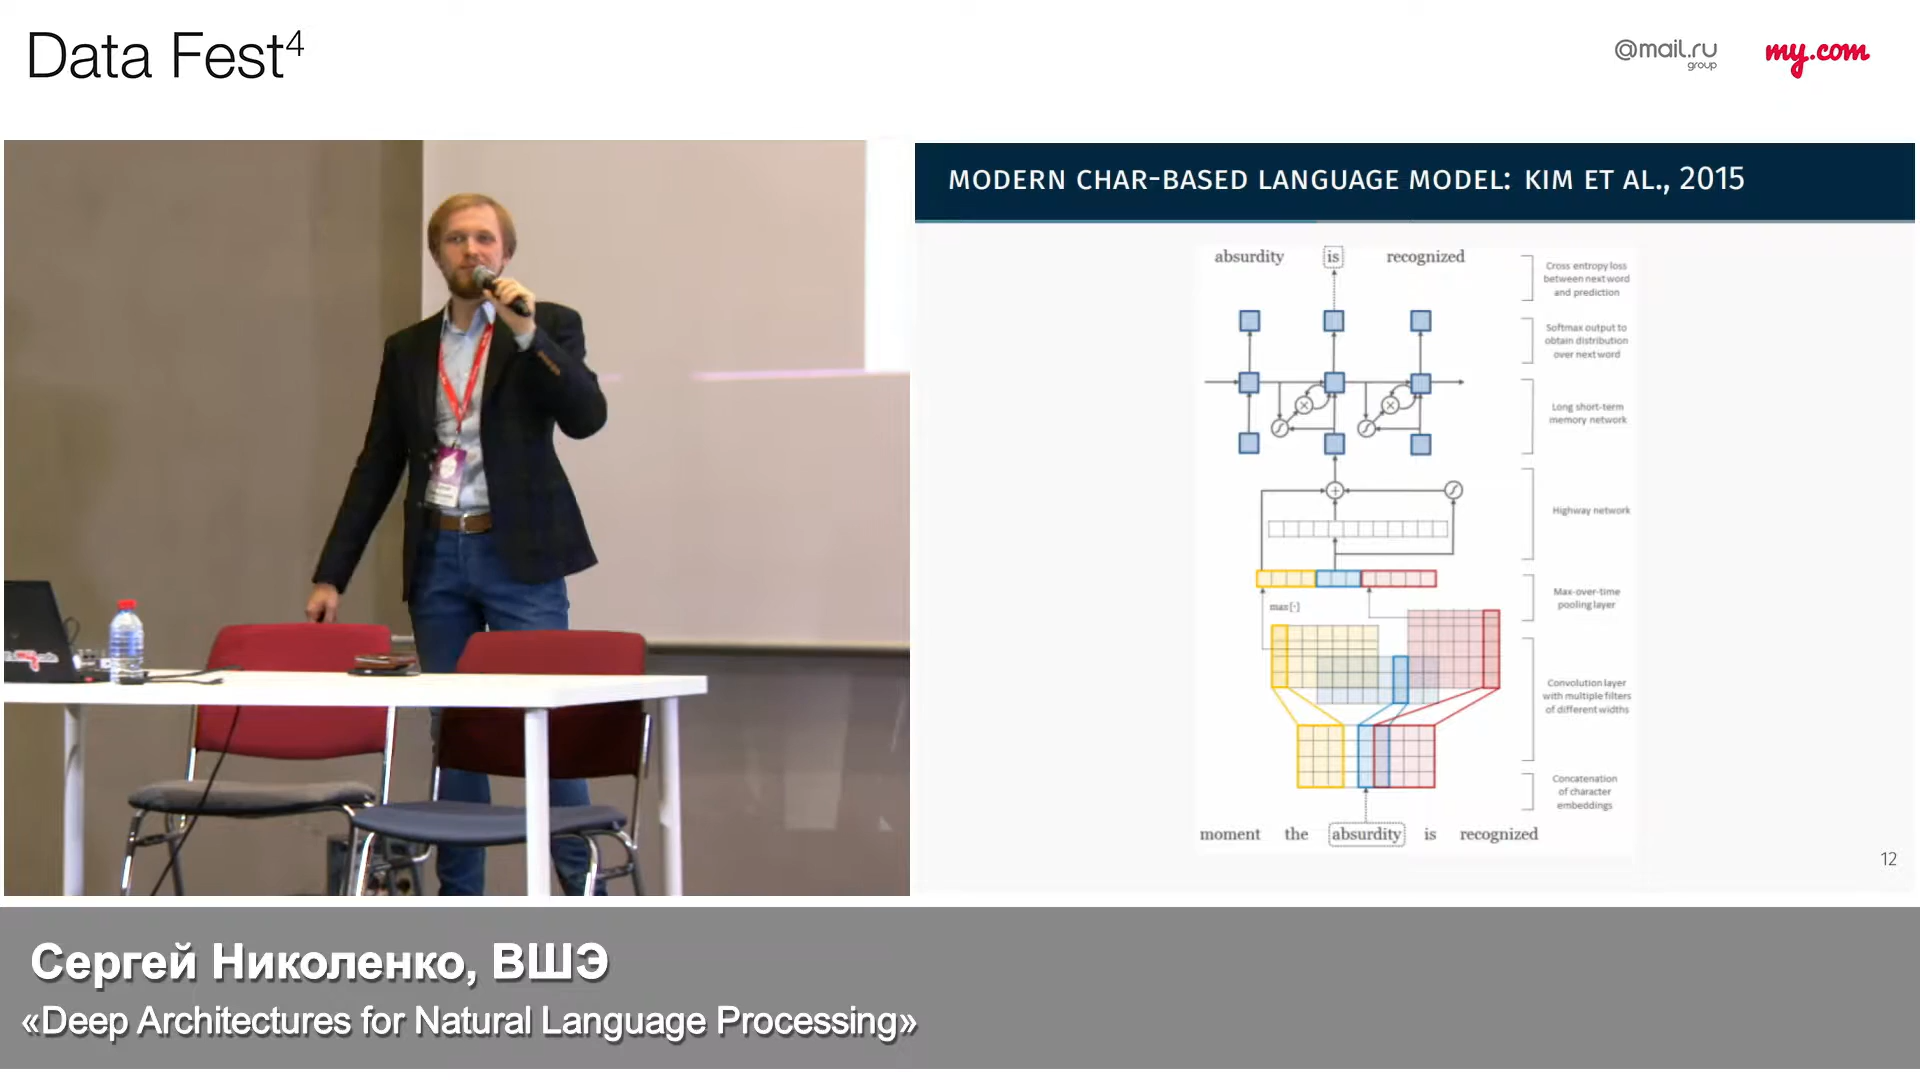 Data Fest⁴
@mail.ru
group
my.com
MODERN CHAR-BASED LANGUAGE MODEL: KIM ET AL., 2015
absurdity is recognized
Cross entropy loss
between next word
and prediction
Softmax output to
obtain distribution
over next word
Long short-term
memory network
Highway network
Max-over-time
pooling layer
max[·]
Convolution layer
with multiple filters
of different widths
Concatenation
of character
embeddings
moment the absurdity is recognized
12
Сергей Николенко, ВШЭ
«Deep Architectures for Natural Language Processing»